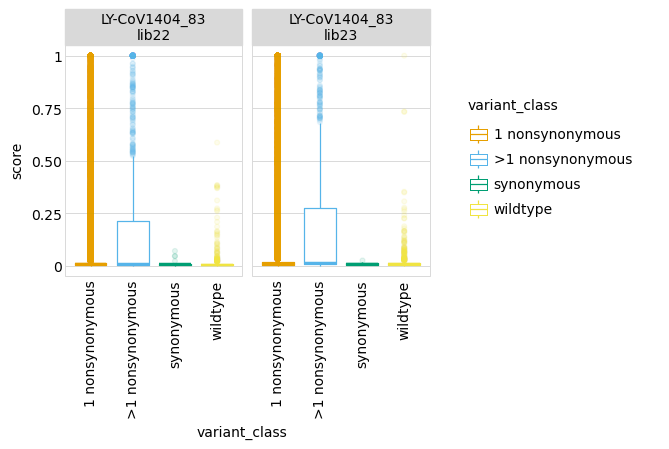 LY-CoV1404_83
lib22
LY-CoV1404_83
lib23
score
1
0.75
0.50
0.25
0
1 nonsynonymous
>1 nonsynonymous
synonymous
wildtype
1 nonsynonymous
>1 nonsynonymous
synonymous
wildtype
variant_class
variant_class
1 nonsynonymous
>1 nonsynonymous
synonymous
wildtype